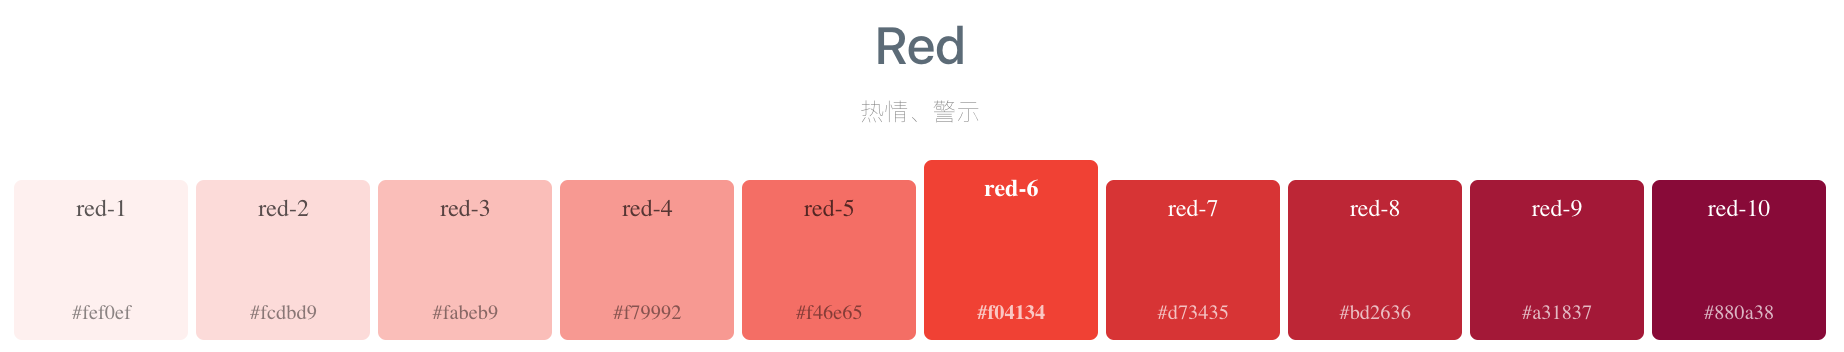 Red
热情、警示
red-1 red-2 red-3 red-4 red-5 red-6 red-7 red-8 red-9 red-10
#fef0ef #fcdbd9 #fabeb9 #f79992 #f46e65 #f04134 #d73435 #bd2636 #a31837 #880a38